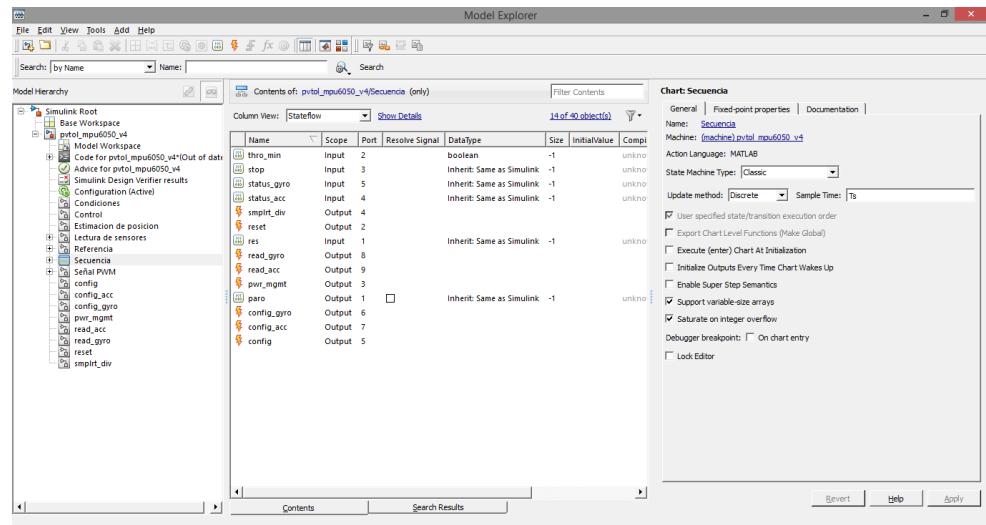 Model Explorer
File Edit View Tools Add Help
Search: by Name Name: Search
Model Hierarchy
Simulink Root
Base Workspace
pvtol_mpu6050_v4
Model Workspace
Code for pvtol_mpu6050_v4*(Out of date
Advice for pvtol_mpu6050_v4
Simulink Design Verifier results
Configuration (Active)
Condiciones
Control
Estimacion de posicion
Lectura de sensores
Referencia
Secuencia
Señal PWM
config
config_acc
config_gyro
pwr_mgmt
read_acc
read_gyro
reset
smplrt_div
Contents of: pvtol_mpu6050_v4/Secuencia (only) Filter Contents
Column View: Stateflow Show Details 14 of 40 object(s)
Name Scope Port Resolve Signal DataType Size InitialValue Compi
thro_min Input 2 boolean -1 unkno
stop Input 3 Inherit: Same as Simulink -1 unkno
status_gyro Input 5 Inherit: Same as Simulink -1 unkno
status_acc Input 4 Inherit: Same as Simulink -1 unkno
smplrt_div Output 4
reset Output 2
res Input 1 Inherit: Same as Simulink -1 unkno
read_gyro Output 8
read_acc Output 9
pwr_mgmt Output 3
paro Output 1 Inherit: Same as Simulink -1 unkno
config_gyro Output 6
config_acc Output 7
config Output 5
Contents Search Results
Chart: Secuencia
General Fixed-point properties Documentation
Name: Secuencia
Machine: (machine) pvtol_mpu6050_v4
Action Language: MATLAB
State Machine Type: Classic
Update method: Discrete Sample Time: Ts
User specified state/transition execution order
Export Chart Level Functions (Make Global)
Execute (enter) Chart At Initialization
Initialize Outputs Every Time Chart Wakes Up
Enable Super Step Semantics
Support variable-size arrays
Saturate on integer overflow
Debugger breakpoint: On chart entry
Lock Editor
Revert Help Apply